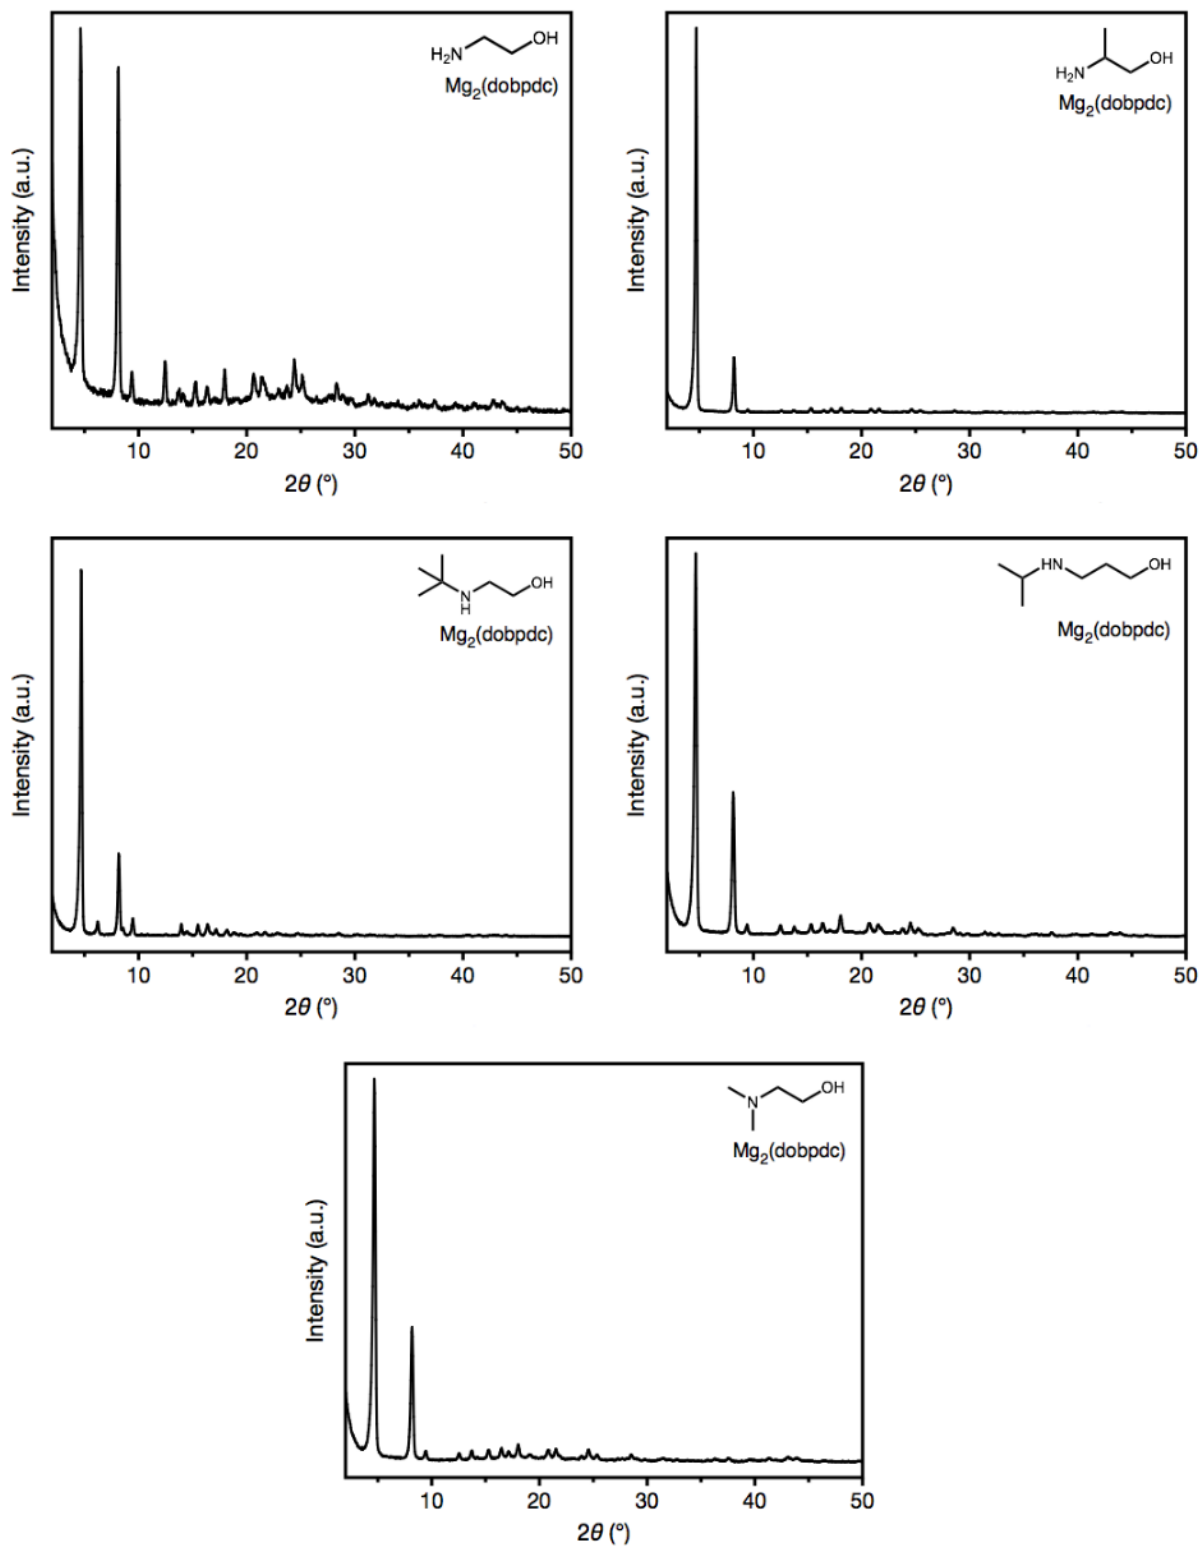 H₂N OH
Mg₂(dobpdc)
Intensity (a.u.)
10 20 30 40 50
2θ (°)
H₂N OH
Mg₂(dobpdc)
Intensity (a.u.)
10 20 30 40 50
2θ (°)
N H OH
Mg₂(dobpdc)
Intensity (a.u.)
10 20 30 40 50
2θ (°)
HN OH
Mg₂(dobpdc)
Intensity (a.u.)
10 20 30 40 50
2θ (°)
N OH
Mg₂(dobpdc)
Intensity (a.u.)
10 20 30 40 50
2θ (°)